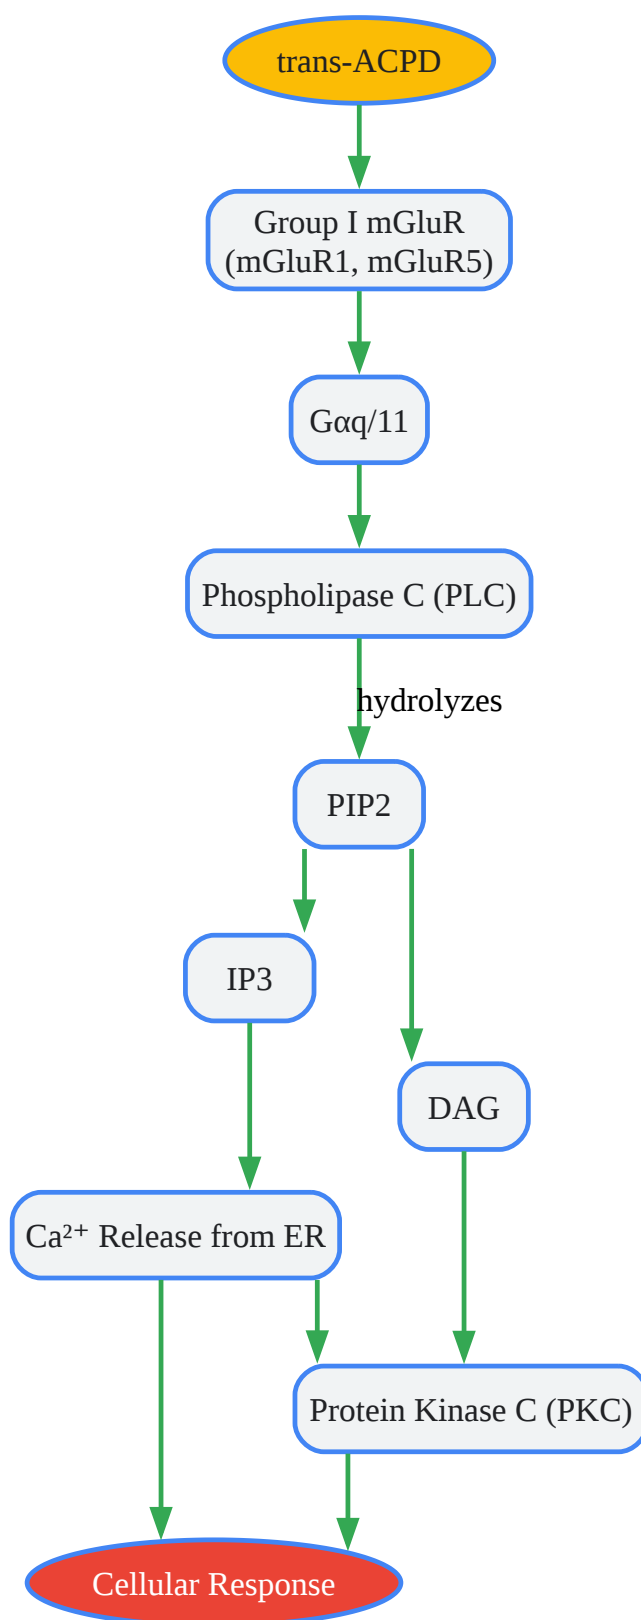 trans-ACPD
Group I mGluR
(mGluR1, mGluR5)
Gαq/11
Phospholipase C (PLC)
hydrolyzes
PIP2
IP3
DAG
Ca²⁺ Release from ER
Protein Kinase C (PKC)
Cellular Response